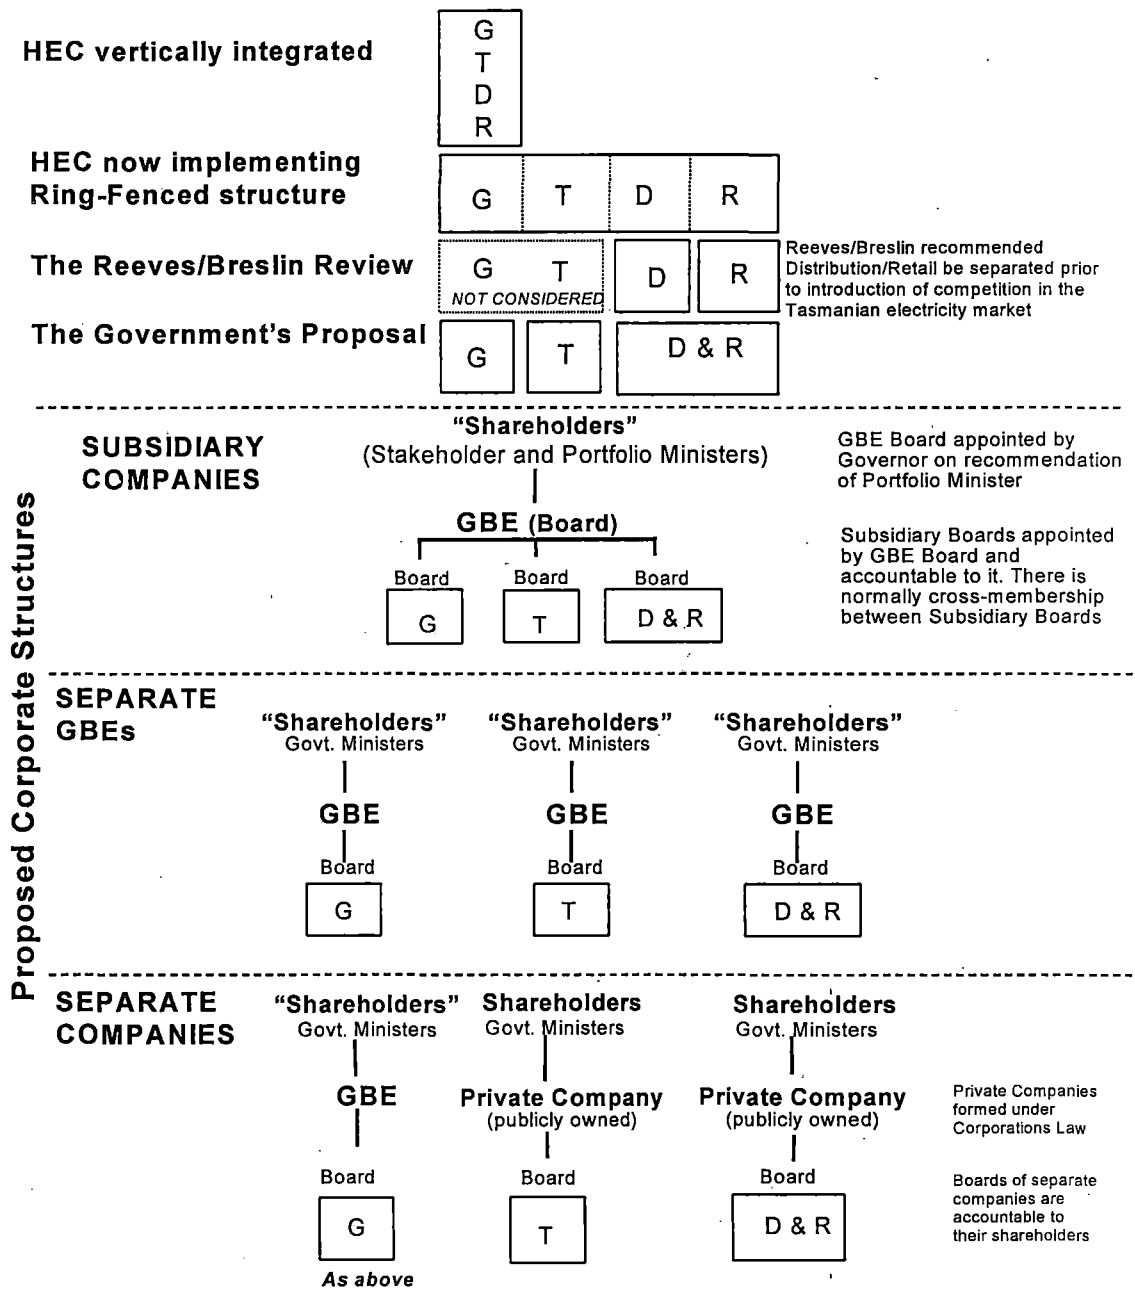 HEC vertically integrated
G
T
D
R
HEC now implementing
Ring-Fenced structure
G T D R
The Reeves/Breslin Review
G T
NOT CONSIDERED
D R
Reeves/Breslin recommended
Distribution/Retail be separated prior
to introduction of competition in the
Tasmanian electricity market
The Government's Proposal
G T D & R
Proposed Corporate Structures
SUBSIDIARY
COMPANIES
"Shareholders"
(Stakeholder and Portfolio Ministers)
GBE (Board)
Board Board Board
G T D & R
GBE Board appointed by
Governor on recommendation
of Portfolio Minister
Subsidiary Boards appointed
by GBE Board and
accountable to it. There is
normally cross-membership
between Subsidiary Boards
SEPARATE
GBEs
"Shareholders" "Shareholders" "Shareholders"
Govt. Ministers Govt. Ministers Govt. Ministers
GBE GBE GBE
Board Board Board
G T D & R
SEPARATE
COMPANIES
"Shareholders" Shareholders Shareholders
Govt. Ministers Govt. Ministers Govt. Ministers
GBE Private Company Private Company
(publicly owned) (publicly owned)
Board Board Board
G T D & R
As above
Private Companies
formed under
Corporations Law
Boards of separate
companies are
accountable to
their shareholders